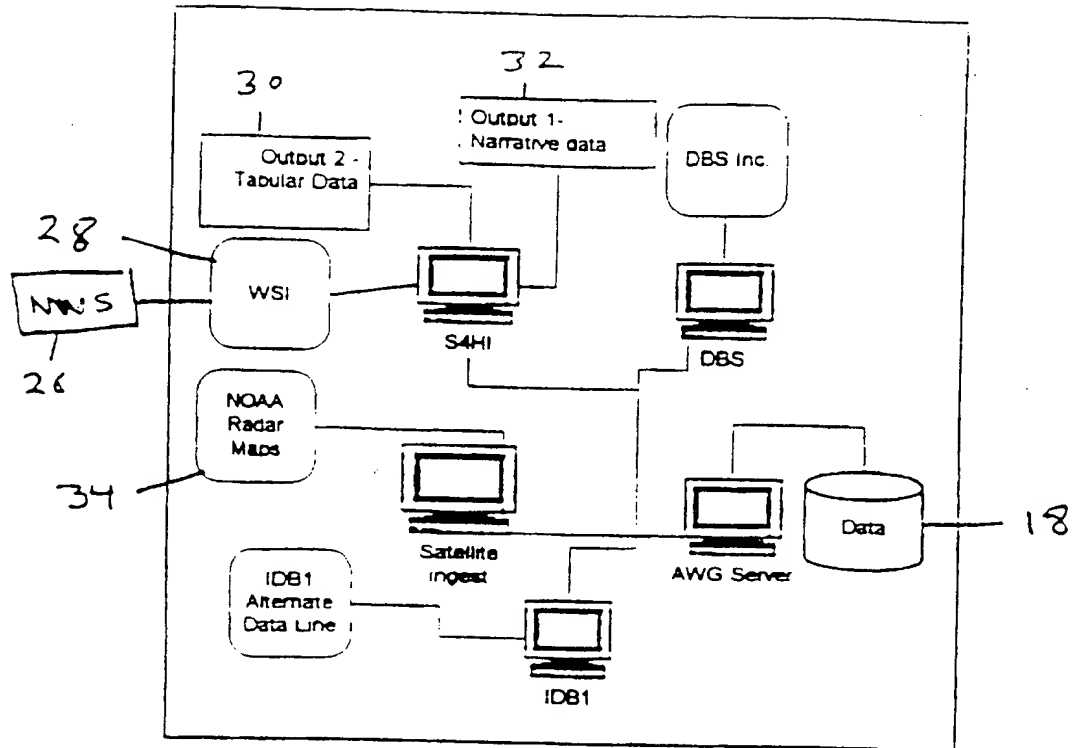 30
32
Output 2 -
Tabular Data
Output 1-
Narrative data
DBS Inc.
28
WSI
S4HI
DBS
26
NOAA
Radar
Maps
34
Satellite
ingest
AWG Server
Data
18
IDB1
Alternate
Data Line
IDB1